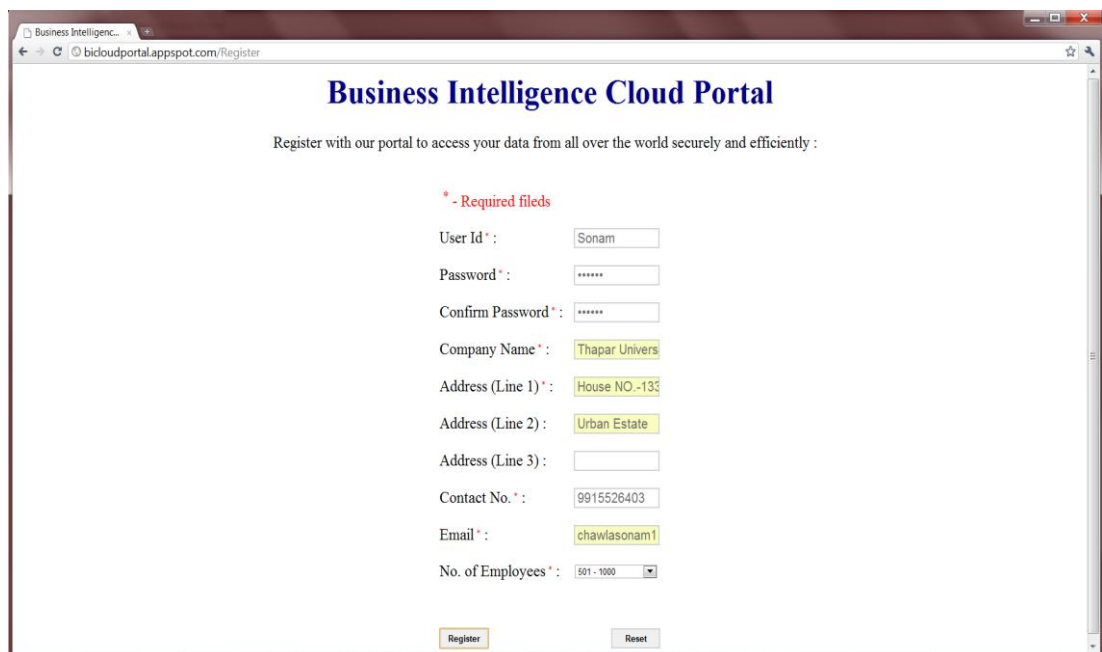 Business Intelligenc...
bicloudportal.appspot.com/Register
Business Intelligence Cloud Portal
Register with our portal to access your data from all over the world securely and efficiently :
* - Required fileds
User Id * : Sonam
Password * : ••••••
Confirm Password * : ••••••
Company Name * : Thapar Univers
Address (Line 1) * : House NO.-133
Address (Line 2) : Urban Estate
Address (Line 3) :
Contact No. * : 9915526403
Email * : chawlasonam1
No. of Employees * : 501 - 1000
Register Reset